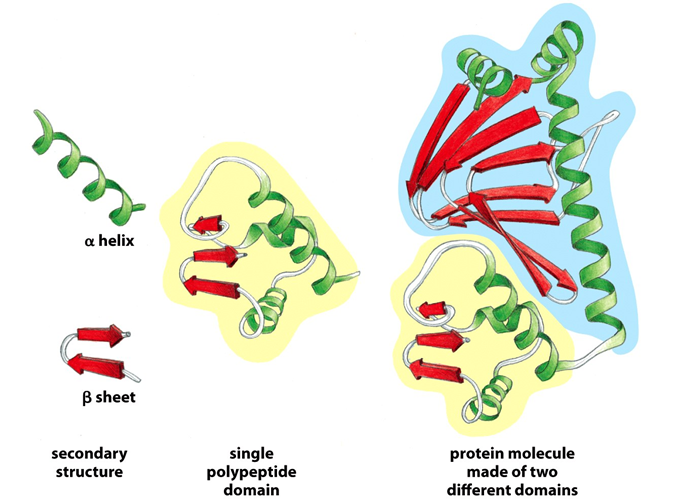 α helix
β sheet
secondary
structure
single
polypeptide
domain
protein molecule
made of two
different domains